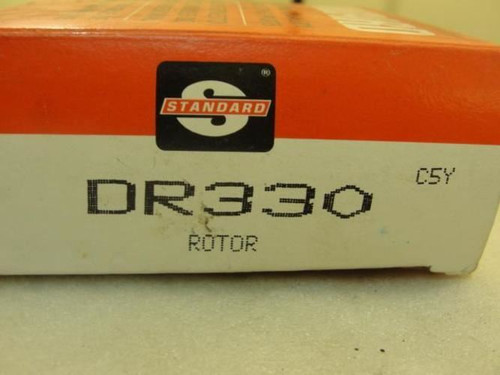 S
STANDARD
®
C5Y
DR330
ROTOR